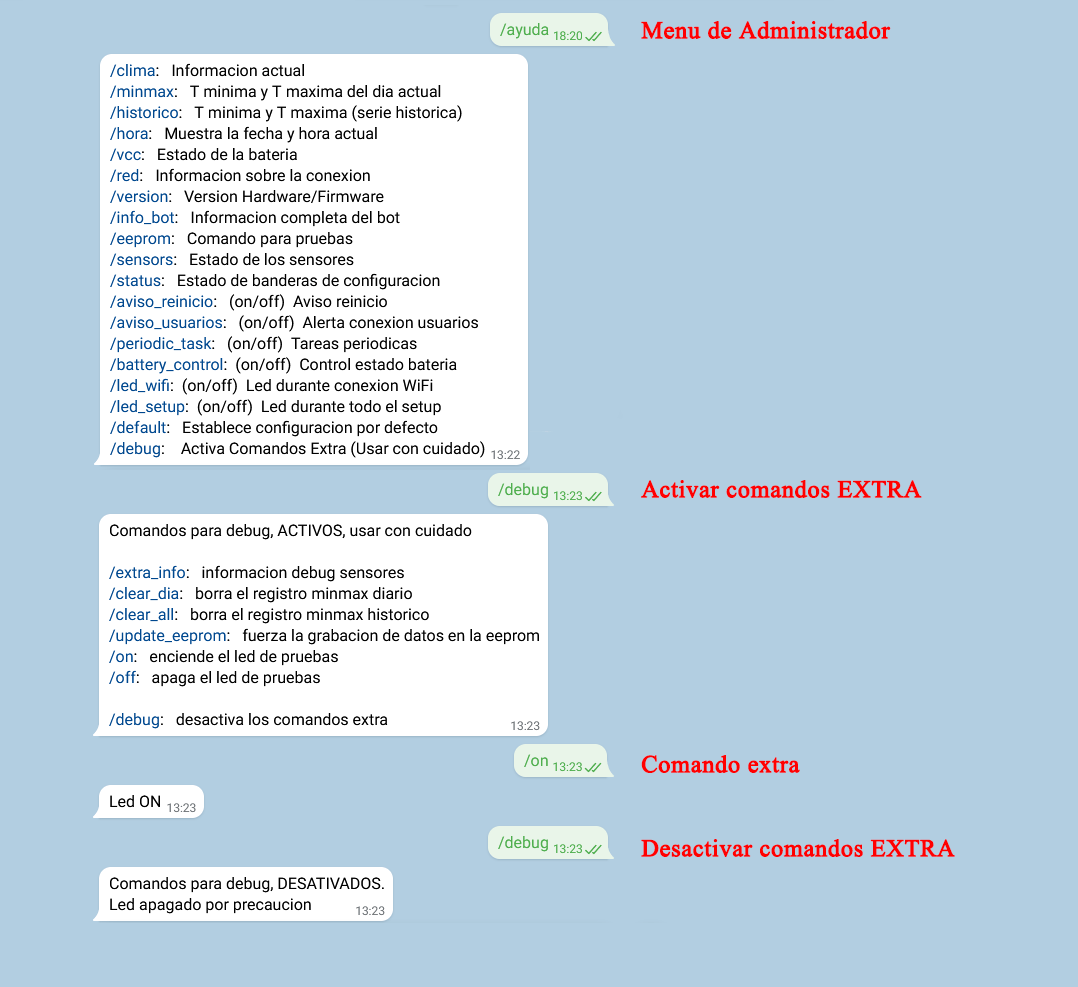 /ayuda 18:20
Menu de Administrador
/clima: Informacion actual
/minmax: T minima y T maxima del dia actual
/historico: T minima y T maxima (serie historica)
/hora: Muestra la fecha y hora actual
/vcc: Estado de la bateria
/red: Informacion sobre la conexion
/version: Version Hardware/Firmware
/info_bot: Informacion completa del bot
/eeprom: Comando para pruebas
/sensors: Estado de los sensores
/status: Estado de banderas de configuracion
/aviso_reinicio: (on/off) Aviso reinicio
/aviso_usuarios: (on/off) Alerta conexion usuarios
/periodic_task: (on/off) Tareas periodicas
/battery_control: (on/off) Control estado bateria
/led_wifi: (on/off) Led durante conexion WiFi
/led_setup: (on/off) Led durante todo el setup
/default: Establece configuracion por defecto
/debug: Activa Comandos Extra (Usar con cuidado) 13:22
/debug 13:23
Activar comandos EXTRA
Comandos para debug, ACTIVOS, usar con cuidado
/extra_info: informacion debug sensores
/clear_dia: borra el registro minmax diario
/clear_all: borra el registro minmax historico
/update_eeprom: fuerza la grabacion de datos en la eeprom
/on: enciende el led de pruebas
/off: apaga el led de pruebas
/debug: desactiva los comandos extra 13:23
/on 13:23
Comando extra
Led ON 13:23
/debug 13:23
Desactivar comandos EXTRA
Comandos para debug, DESATIVADOS.
Led apagado por precaucion 13:23